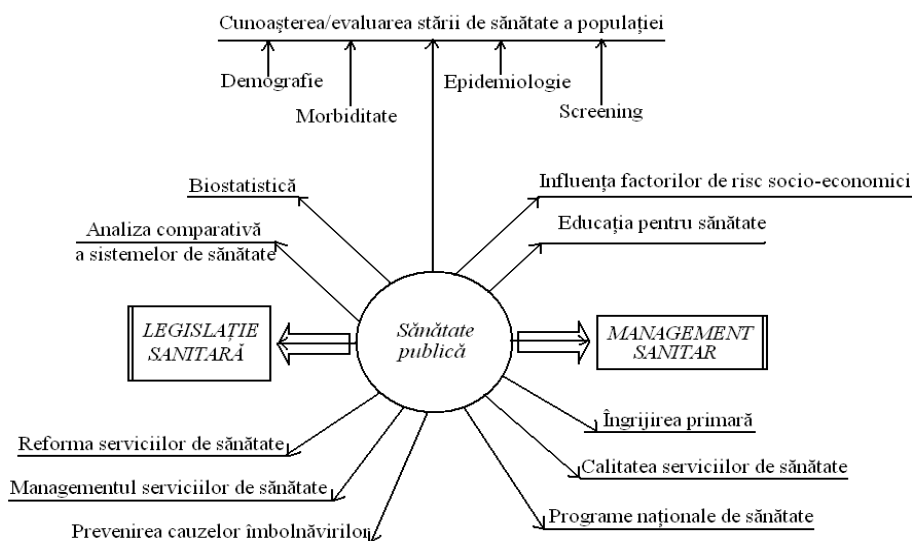 Cunoașterea/evaluarea stării de sănătate a populației
Demografie
Epidemiologie
Morbiditate
Screening
Biostatistică
Influența factorilor de risc socio-economici
Analiza comparativă
a sistemelor de sănătate
Educația pentru sănătate
LEGISLAȚIE
SANITARĂ
Sănătate
publică
MANAGEMENT
SANITAR
Îngrijirea primară
Reforma serviciilor de sănătate
Calitatea serviciilor de sănătate
Managementul serviciilor de sănătate
Programe naționale de sănătate
Prevenirea cauzelor îmbolnăvirilor